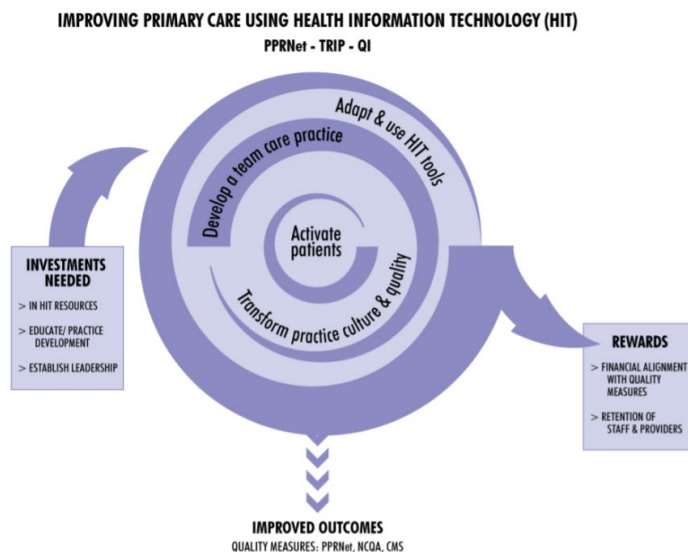 IMPROVING PRIMARY CARE USING HEALTH INFORMATION TECHNOLOGY (HIT)
PPRNet - TRIP - QI
Adapt & use HIT tools
Develop a team care practice
Activate
patients
Transform practice culture & quality
INVESTMENTS
NEEDED
> IN HIT RESOURCES
> EDUCATE/ PRACTICE
DEVELOPMENT
> ESTABLISH LEADERSHIP
REWARDS
> FINANCIAL ALIGNMENT
WITH QUALITY
MEASURES
> RETENTION OF
STAFF & PROVIDERS
IMPROVED OUTCOMES
QUALITY MEASURES: PPRNet, NCQA, CMS